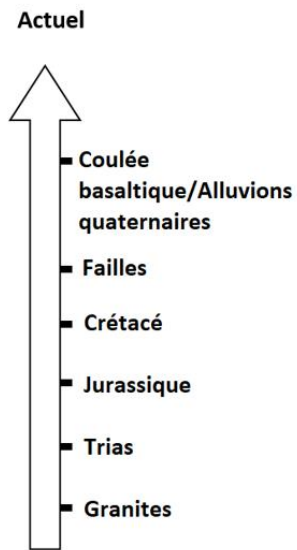 Actuel
Coulée
basaltique/Alluvions
quaternaires
Failles
Crétacé
Jurassique
Trias
Granites